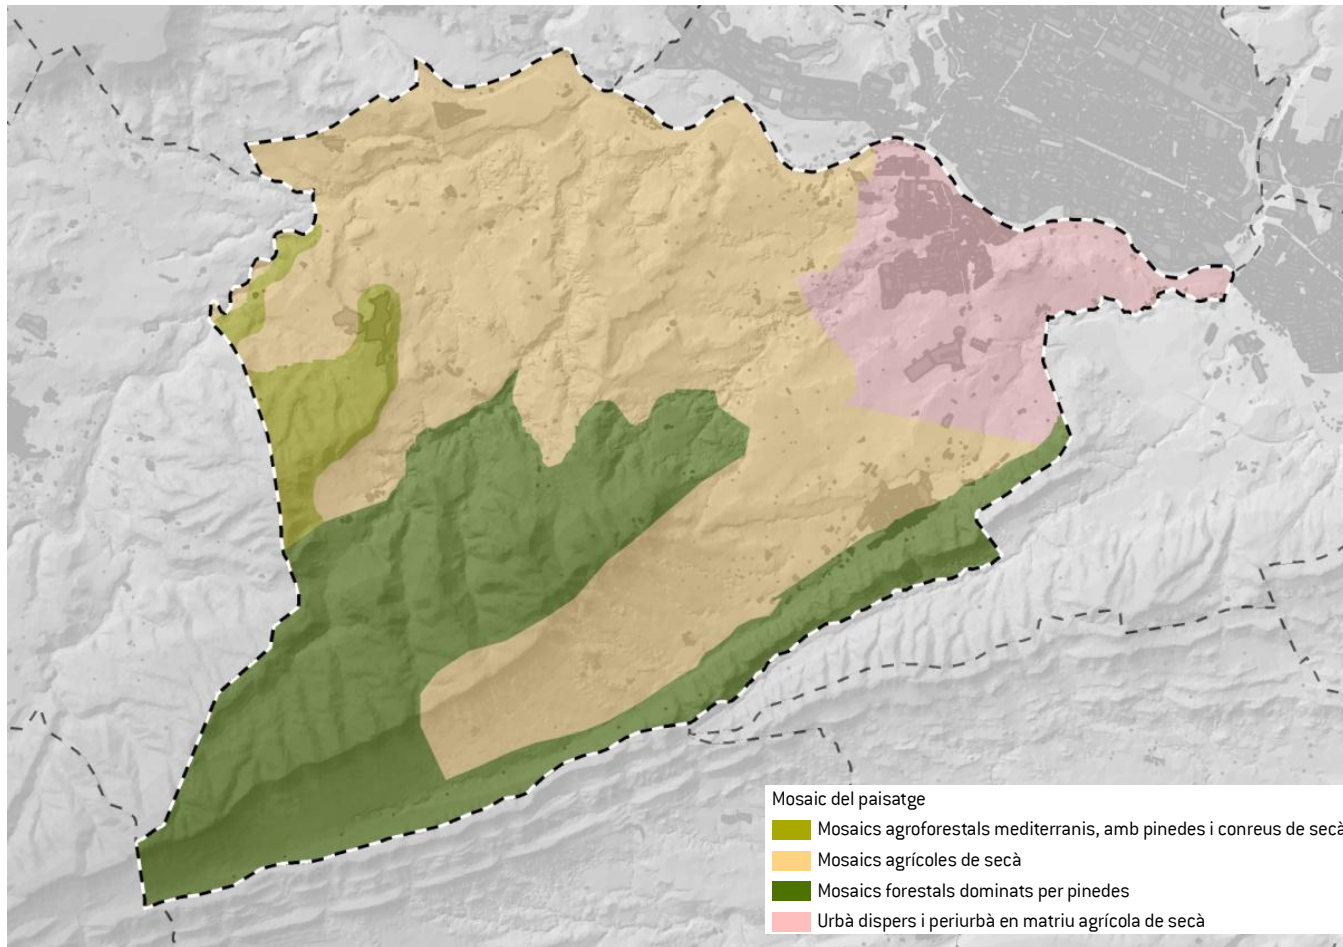 Mosaic del paisatge
Mosaics agroforestals mediterranis, amb pinedes i conreus de secà
Mosaics agrícoles de secà
Mosaics forestals dominats per pinedes
Urbà dispers i periurbà en matriu agrícola de secà